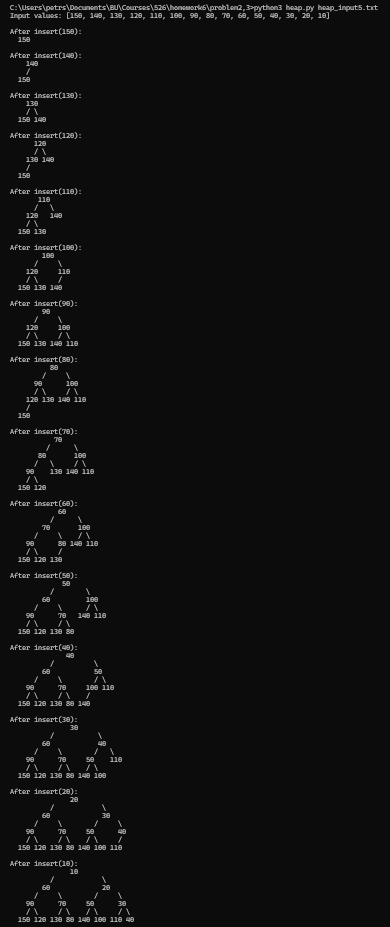 C:\Users\petrs\Documents\BU\Courses\526\homework6\problem2,3>python3 heap.py heap_input5.txt
Input values: [150, 140, 130, 120, 110, 100, 90, 80, 70, 60, 50, 40, 30, 20, 10]
After insert(150):
150
After insert(140):
140
/
150
After insert(130):
130
/ \
150 140
After insert(120):
120
/ \
130 140
/
150
After insert(110):
110
/ \
120 140
/ \
150 130
After insert(100):
100
/ \
120 110
/ \ /
150 130 140
After insert(90):
90
/ \
120 100
/ \ / \
150 130 140 110
After insert(80):
80
/ \
90 100
/ \ / \
120 130 140 110
/
150
After insert(70):
70
/ \
80 100
/ \ / \
90 130 140 110
/ \
150 120
After insert(60):
60
/ \
70 100
/ \ / \
90 80 140 110
/ \ /
150 120 130
After insert(50):
50
/ \
60 100
/ \ / \
90 70 140 110
/ \ / \
150 120 130 80
After insert(40):
40
/ \
60 50
/ \ / \
90 70 100 110
/ \ / \ /
150 120 130 80 140
After insert(30):
30
/ \
60 40
/ \ / \
90 70 50 110
/ \ / \ / \
150 120 130 80 140 100
After insert(20):
20
/ \
60 30
/ \ / \
90 70 50 40
/ \ / \ / \ /
150 120 130 80 140 100 110
After insert(10):
10
/ \
60 20
/ \ / \
90 70 50 30
/ \ / \ / \ / \
150 120 130 80 140 100 110 40